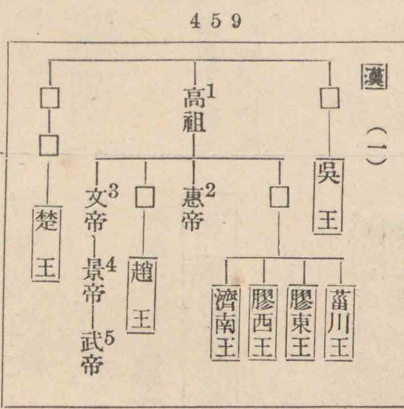 459
漢
(一)
□
吳王
1
高祖
□
□
楚王
□
菑川王
膠東王
膠西王
濟南王
2
惠帝
□
趙王
3
文帝
4
景帝
5
武帝